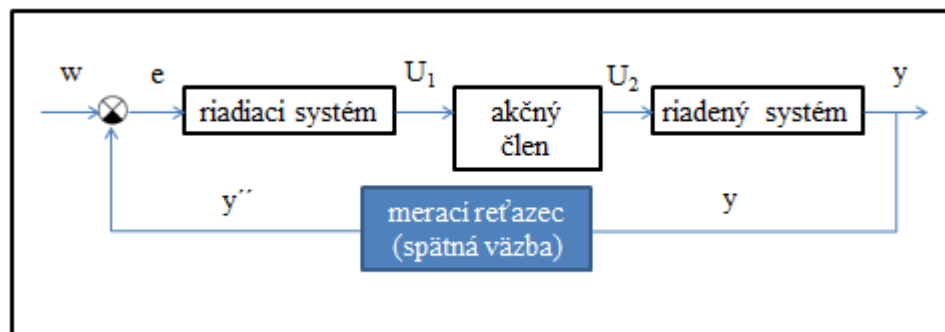 w
e
riadiaci systém
U₁
akčný
člen
U₂
riadený systém
y
y´´
merací reťazec
(spätná väzba)
y